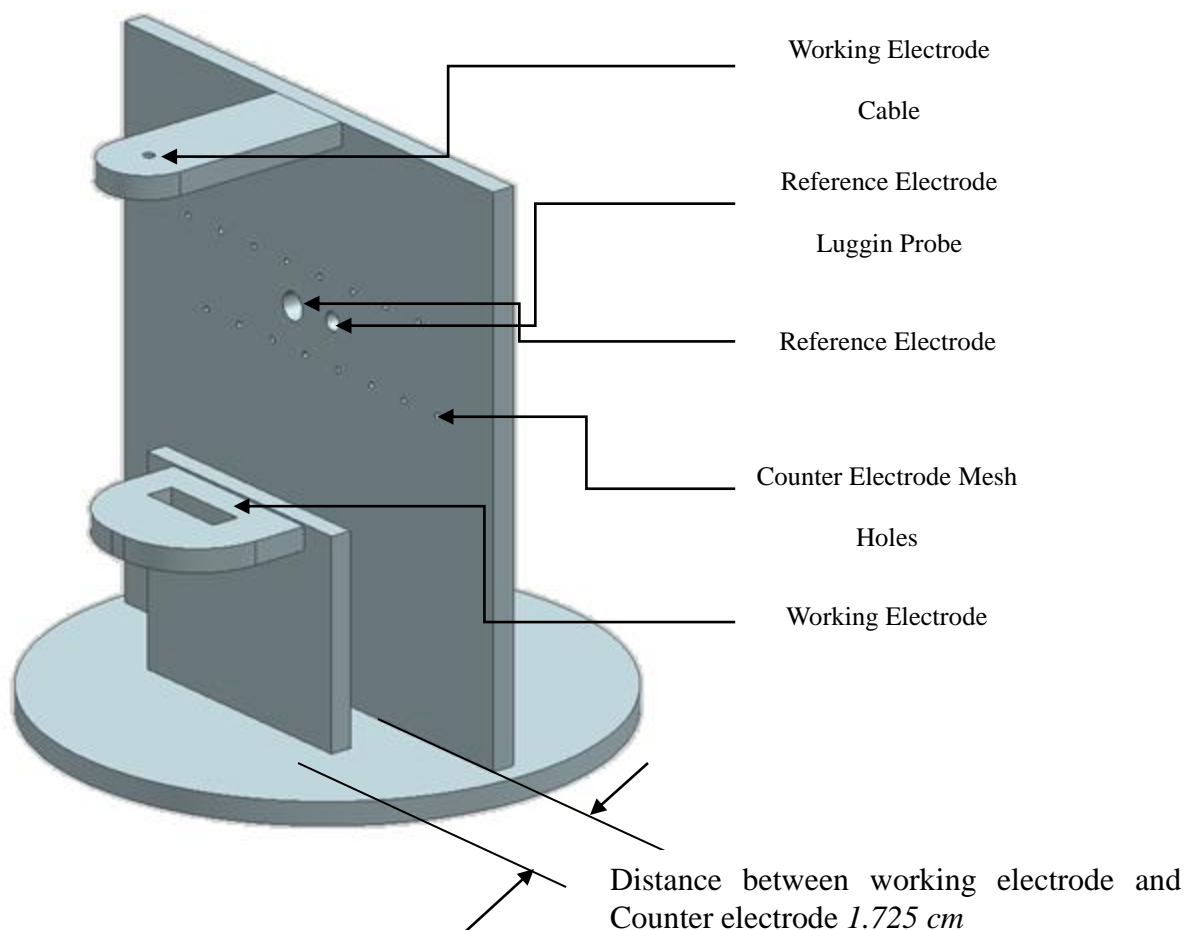 Working Electrode
Cable
Reference Electrode
Luggin Probe
Reference Electrode
Counter Electrode Mesh
Holes
Working Electrode
Distance between working electrode and
Counter electrode 1.725 cm